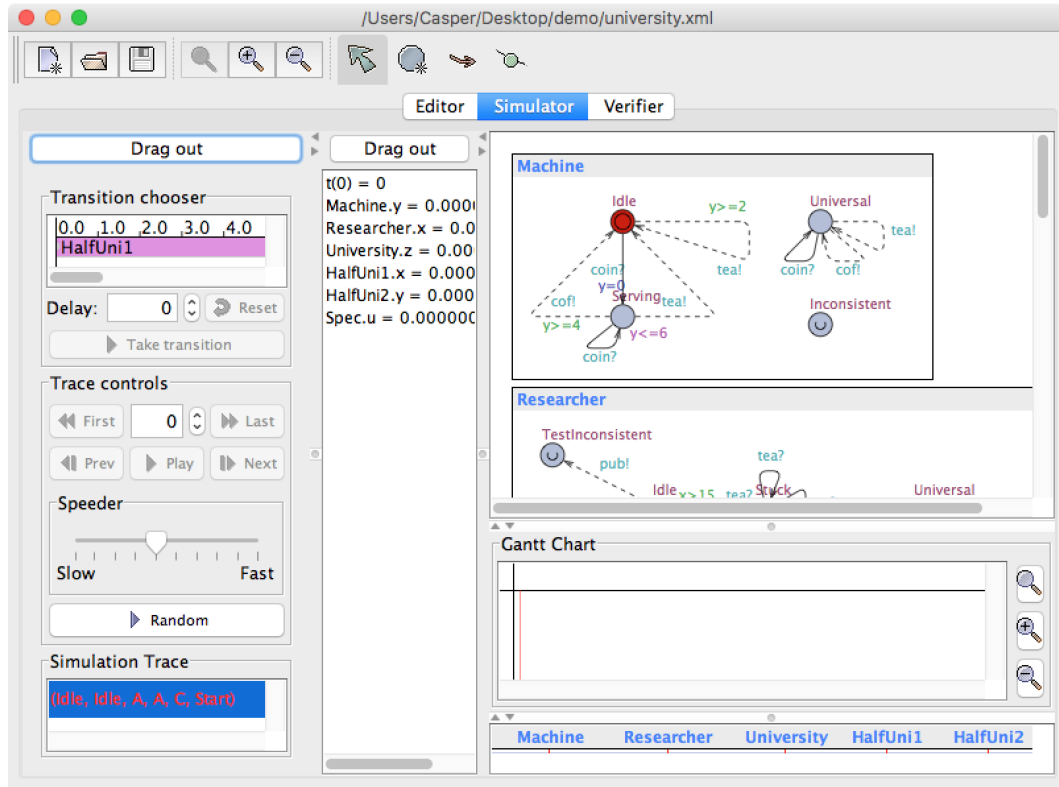 /Users/Casper/Desktop/demo/university.xml
Editor Simulator Verifier
Drag out
Transition chooser
0.0 ,1.0 ,2.0 ,3.0 ,4.0
HalfUni1
Delay: 0 Reset
Take transition
Trace controls
First 0 Last
Prev Play Next
Speeder
Slow Fast
Random
Simulation Trace
(Idle, Idle, A, A, C, Start)
Drag out
t(0) = 0
Machine.y = 0.000
Researcher.x = 0.0
University.z = 0.00
HalfUni1.x = 0.000
HalfUni2.y = 0.000
Spec.u = 0.000000
Machine
Idle
y>=2
Universal
tea!
coin?
tea!
coin?
cof!
y=0
Serving
cof!
tea!
Inconsistent
y>=4
y<=6
coin?
Researcher
TestInconsistent
pub!
tea?
Idle
x>15
tea?
Stuck
Universal
Gantt Chart
Machine Researcher University HalfUni1 HalfUni2